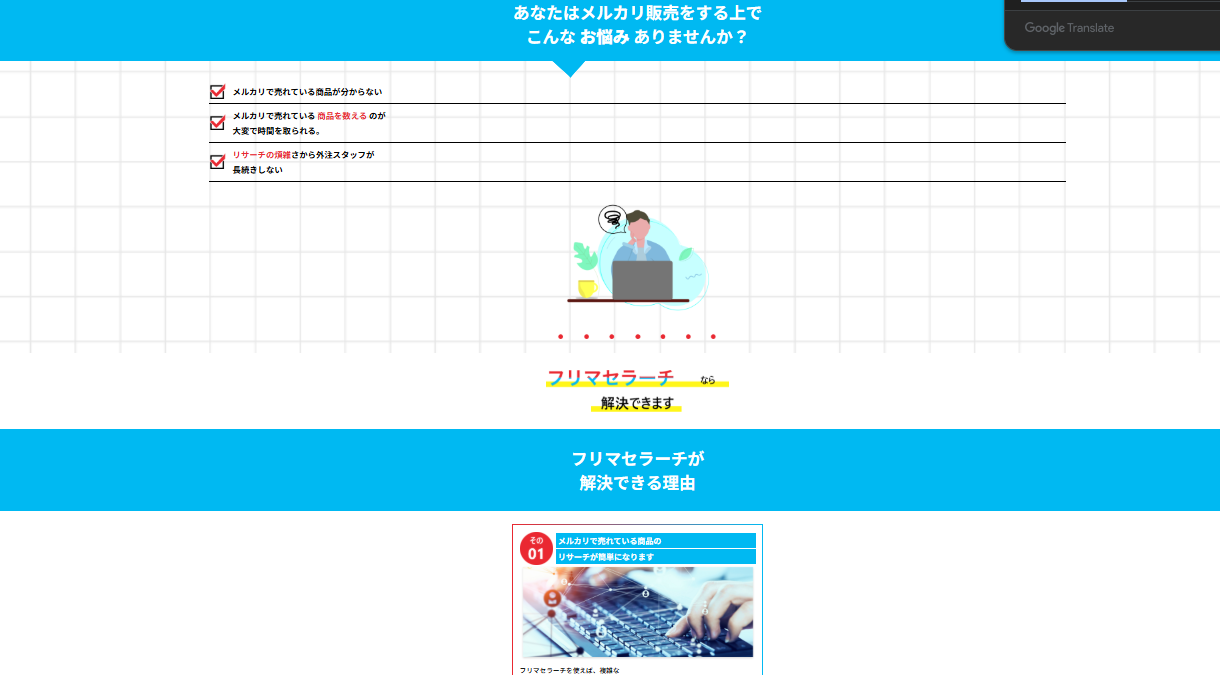 あなたはメルカリ販売をする上で
こんな お悩み ありませんか？
Google Translate
メルカリで売れている商品が分からない
メルカリで売れている 商品を数える のが
大変で時間を取られる。
リサーチの煩雑さから外注スタッフが
長続きしない
フリマセラーチ なら
解決できます
フリマセラーチが
解決できる理由
その
01
メルカリで売れている商品の
リサーチが簡単になります
フリマセラーチを使えば、複雑な